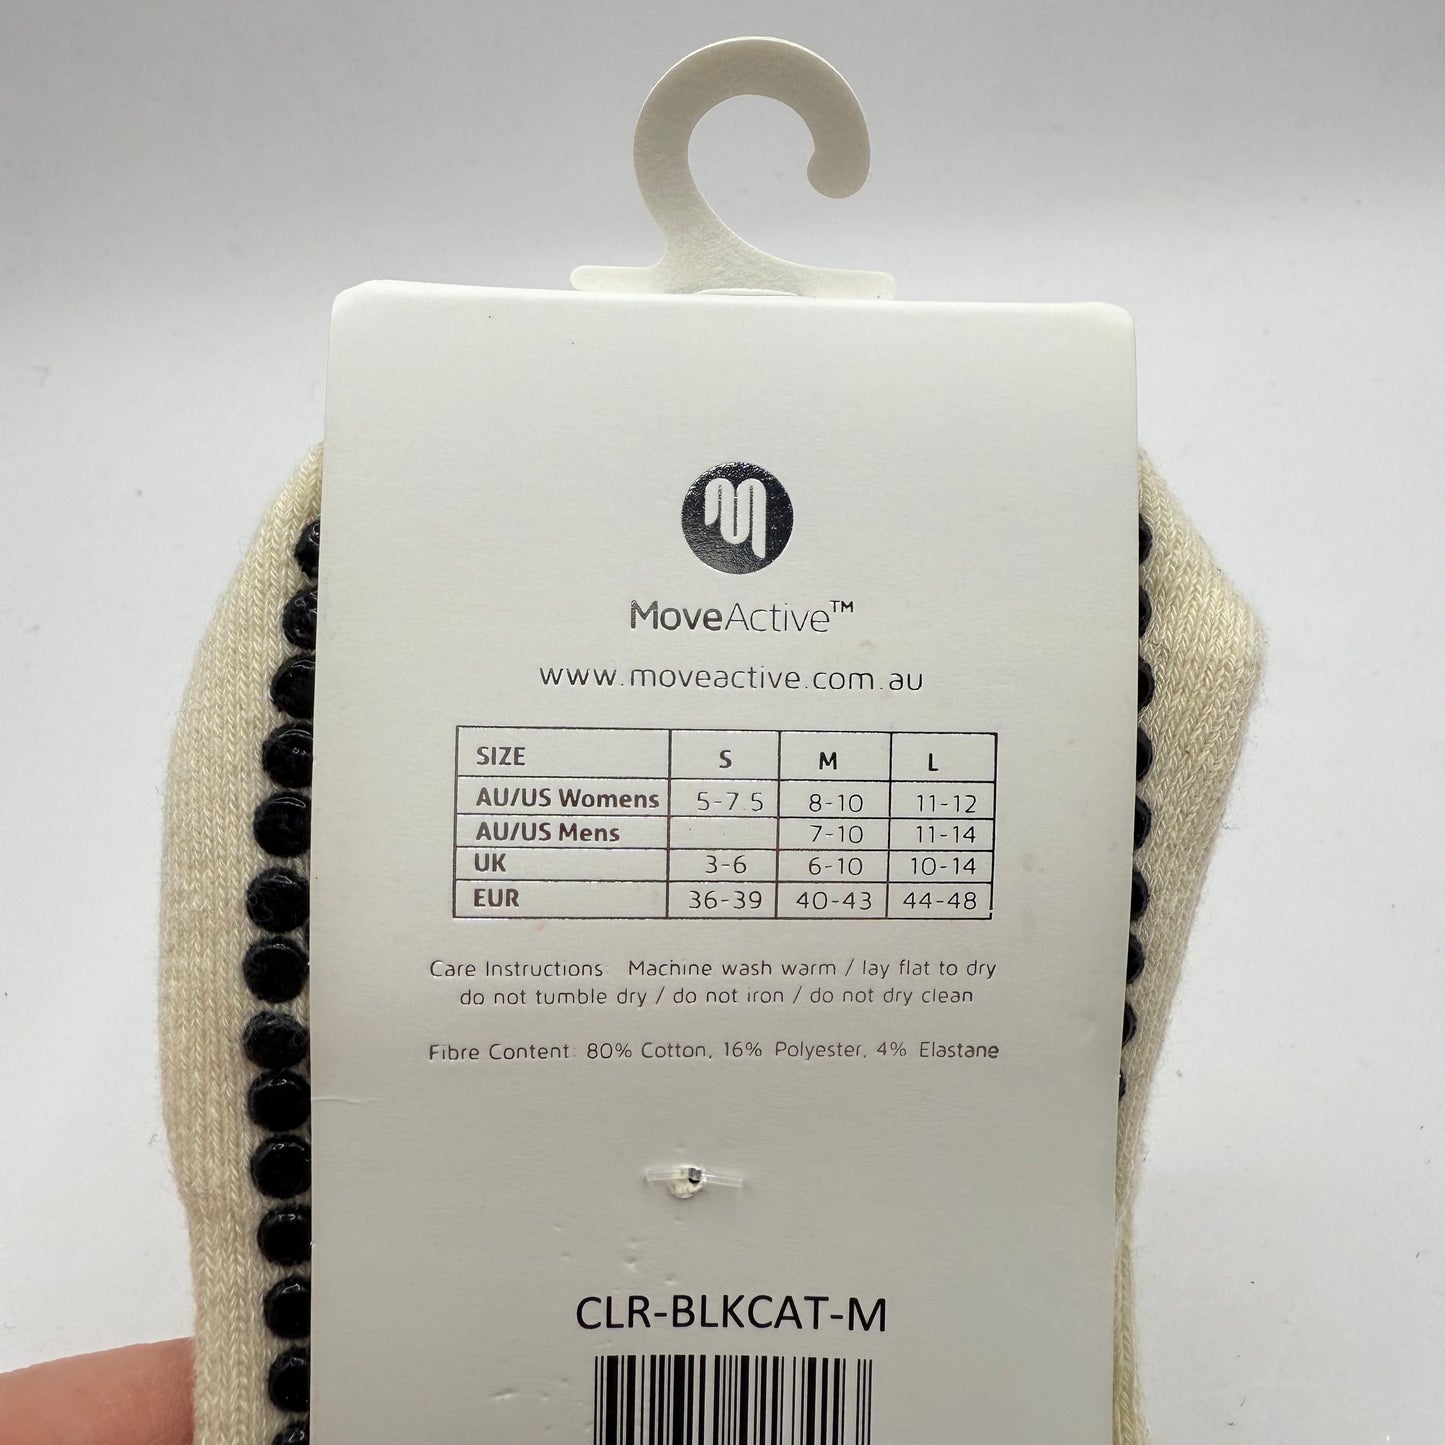 MoveActive™
www.moveactive.com.au
SIZE S M L
AU/US Womens 5-7.5 8-10 11-12
AU/US Mens 7-10 11-14
UK 3-6 6-10 10-14
EUR 36-39 40-43 44-48
Care Instructions: Machine wash warm / lay flat to dry
do not tumble dry / do not iron / do not dry clean
Fibre Content: 80% Cotton, 16% Polyester, 4% Elastane
CLR-BLKCAT-M